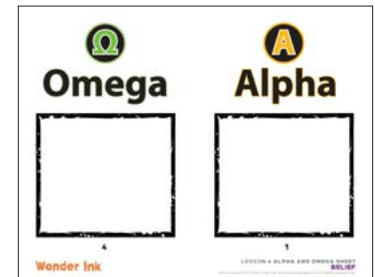 Ω A
Omega Alpha
4 1
Wonder Ink LESSON 4 ALPHA AND OMEGA SHEET
BELIEF